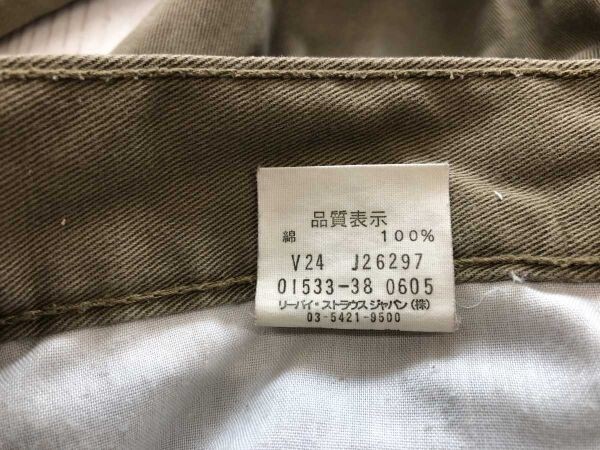 品質表示
綿 100%
V24 J26297
01533-38 0605
リーバイ・ストラウスジャパン(株)
03-5421-9500